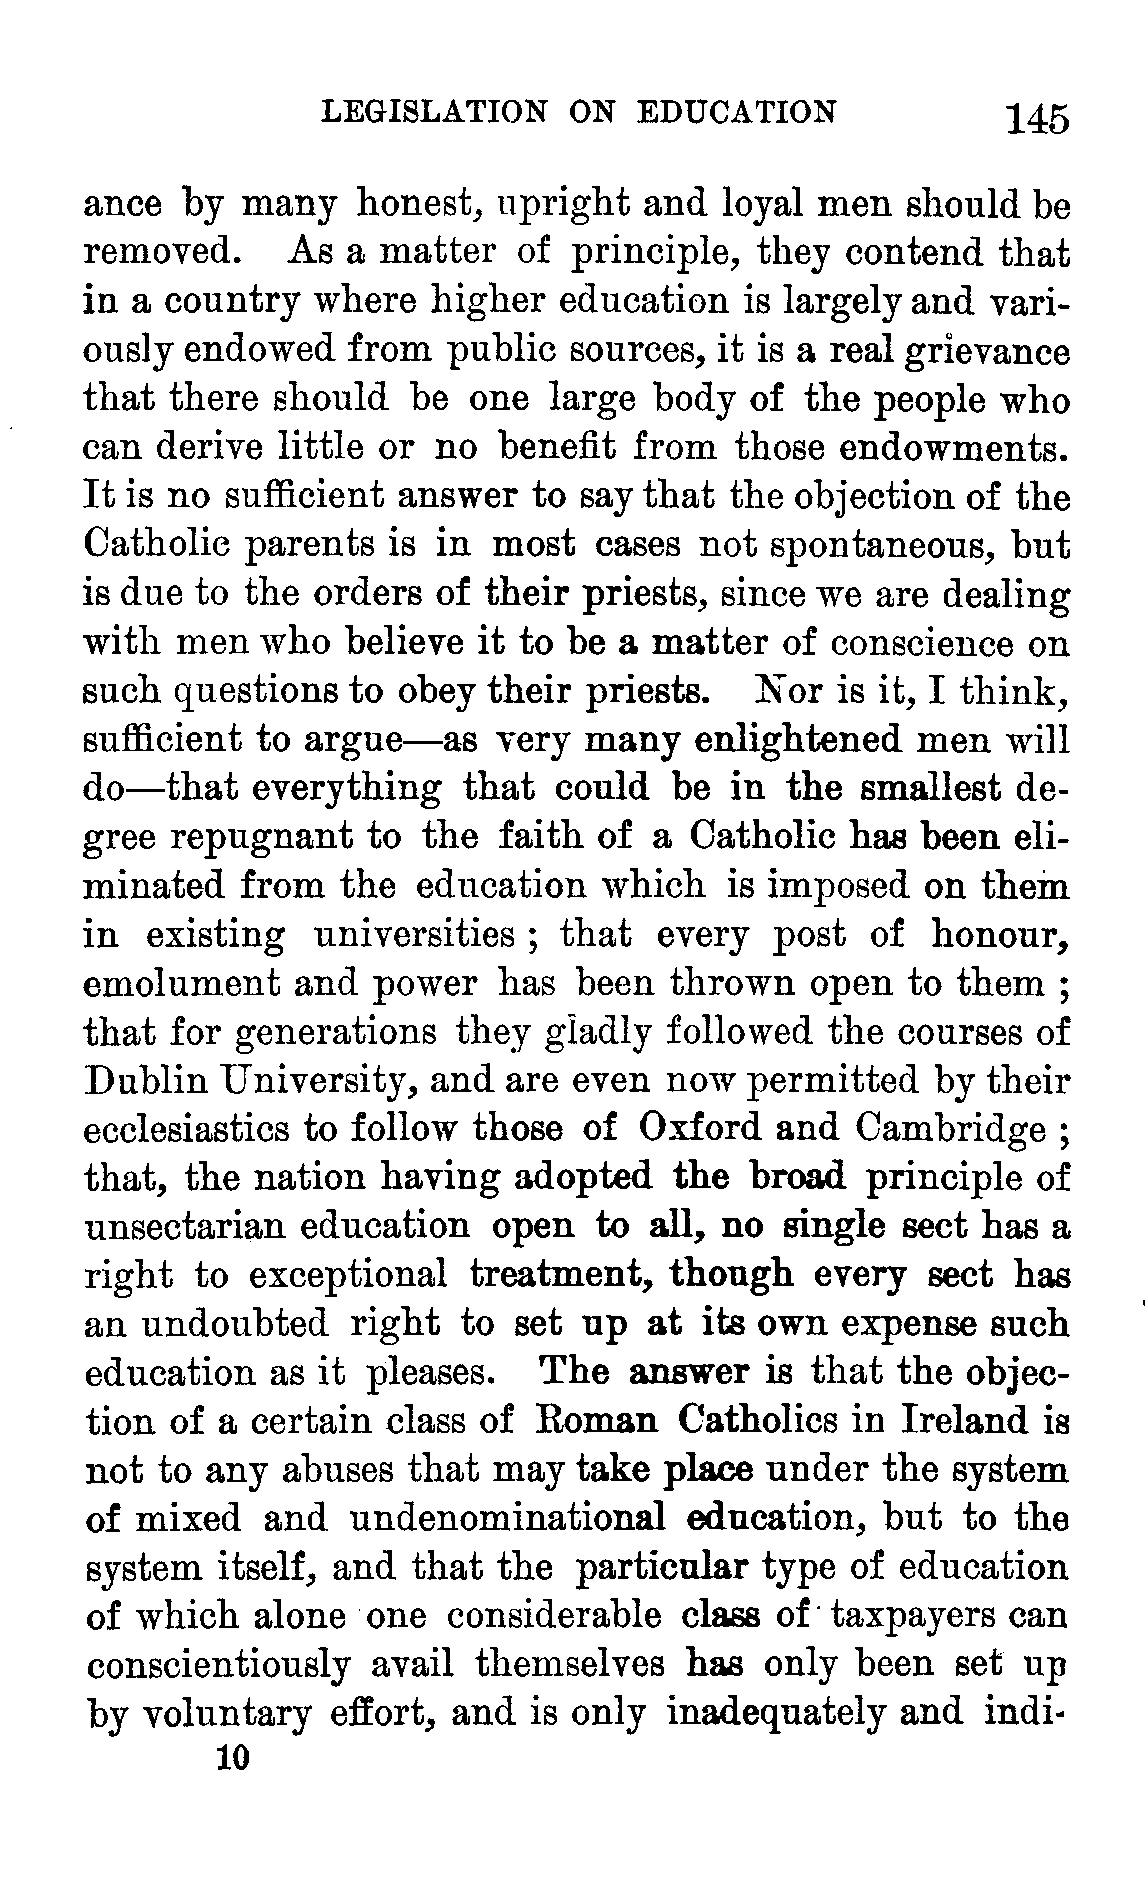 LEGISLATION ON EDUCATION 145
ance by many honest, upright and loyal men should be
removed. As a matter of principle, they contend that
in a country where higher education is largely and vari-
ously endowed from public sources, it is a real grievance
that there should be one large body of the people who
can derive little or no benefit from those endowments.
It is no sufficient answer to say that the objection of the
Catholic parents is in most cases not spontaneous, but
is due to the orders of their priests, since we are dealing
with men who believe it to be a matter of conscience on
such questions to obey their priests. Nor is it, I think,
sufficient to argue—as very many enlightened men will
do—that everything that could be in the smallest de-
gree repugnant to the faith of a Catholic has been eli-
minated from the education which is imposed on them
in existing universities ; that every post of honour,
emolument and power has been thrown open to them ;
that for generations they gladly followed the courses of
Dublin University, and are even now permitted by their
ecclesiastics to follow those of Oxford and Cambridge ;
that, the nation having adopted the broad principle of
unsectarian education open to all, no single sect has a
right to exceptional treatment, though every sect has
an undoubted right to set up at its own expense such
education as it pleases. The answer is that the objec-
tion of a certain class of Roman Catholics in Ireland is
not to any abuses that may take place under the system
of mixed and undenominational education, but to the
system itself, and that the particular type of education
of which alone one considerable class of taxpayers can
conscientiously avail themselves has only been set up
by voluntary effort, and is only inadequately and indi-
10